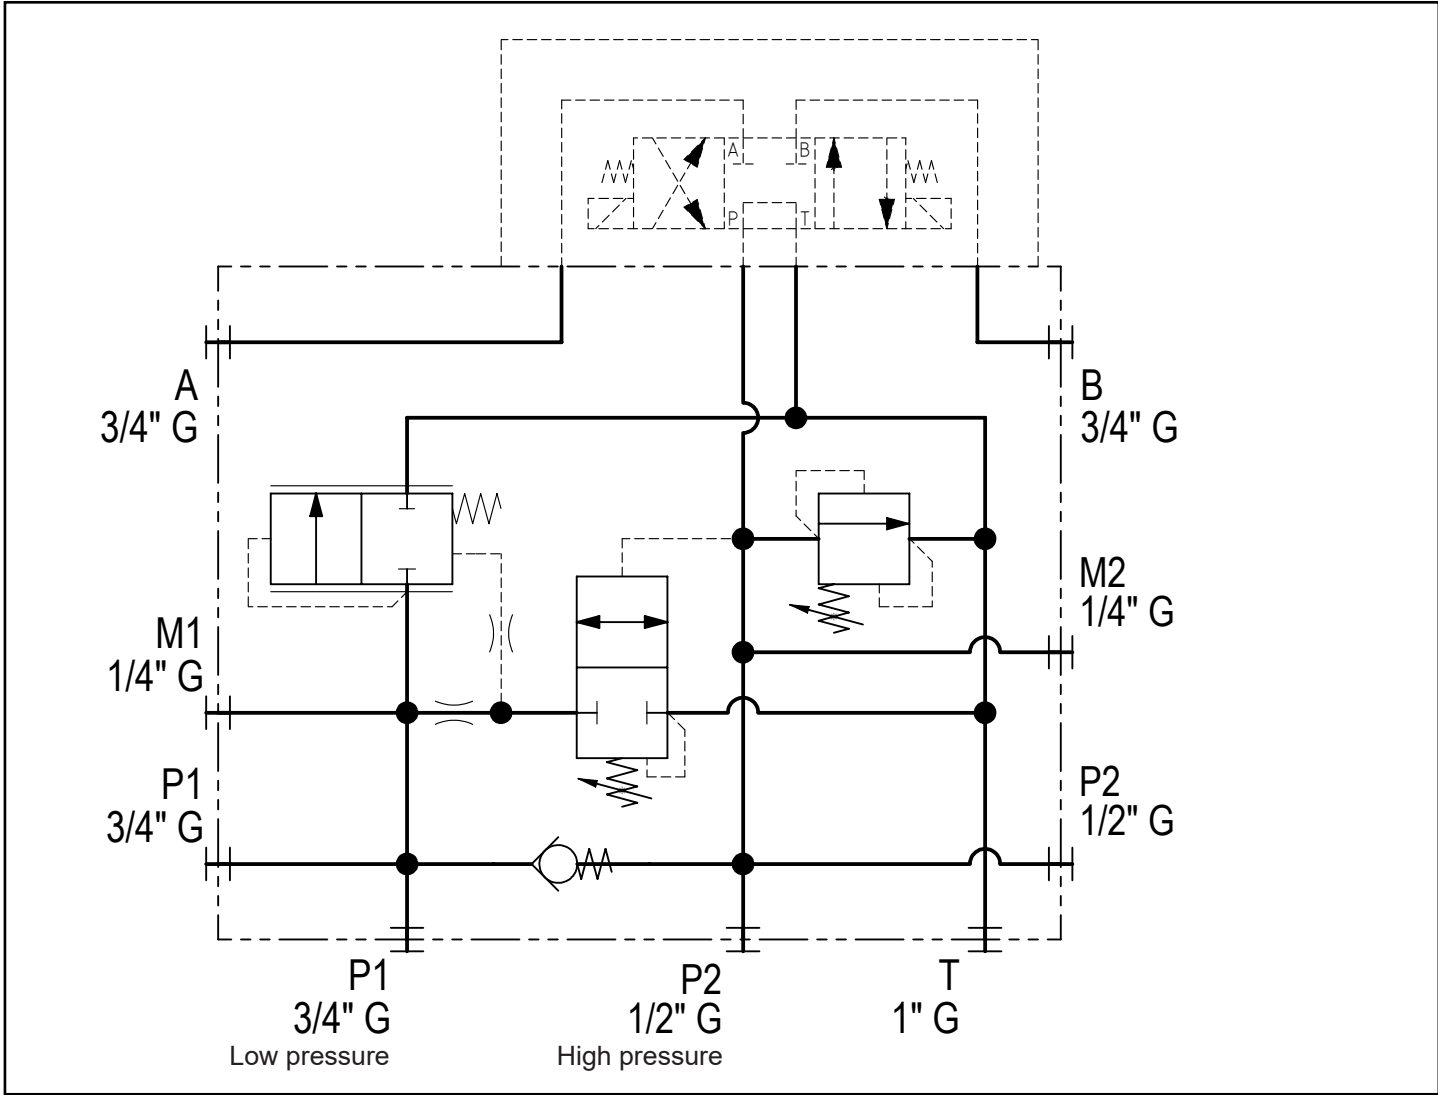 A B
P T
A
3/4" G
B
3/4" G
M2
1/4" G
M1
1/4" G
P1
3/4" G
P2
1/2" G
P1
3/4" G
Low pressure
P2
1/2" G
High pressure
T
1" G